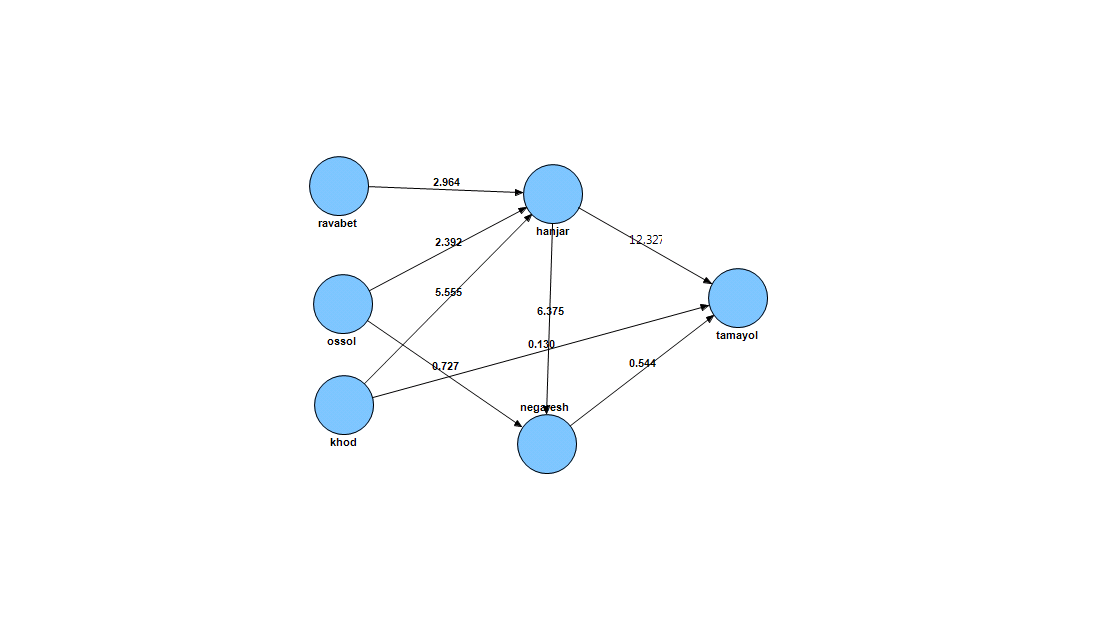 2.964
ravabet
hanjar
2.392
12.327
5.555
6.375
ossol
tamayol
0.130
0.727
0.544
negaresh
khod